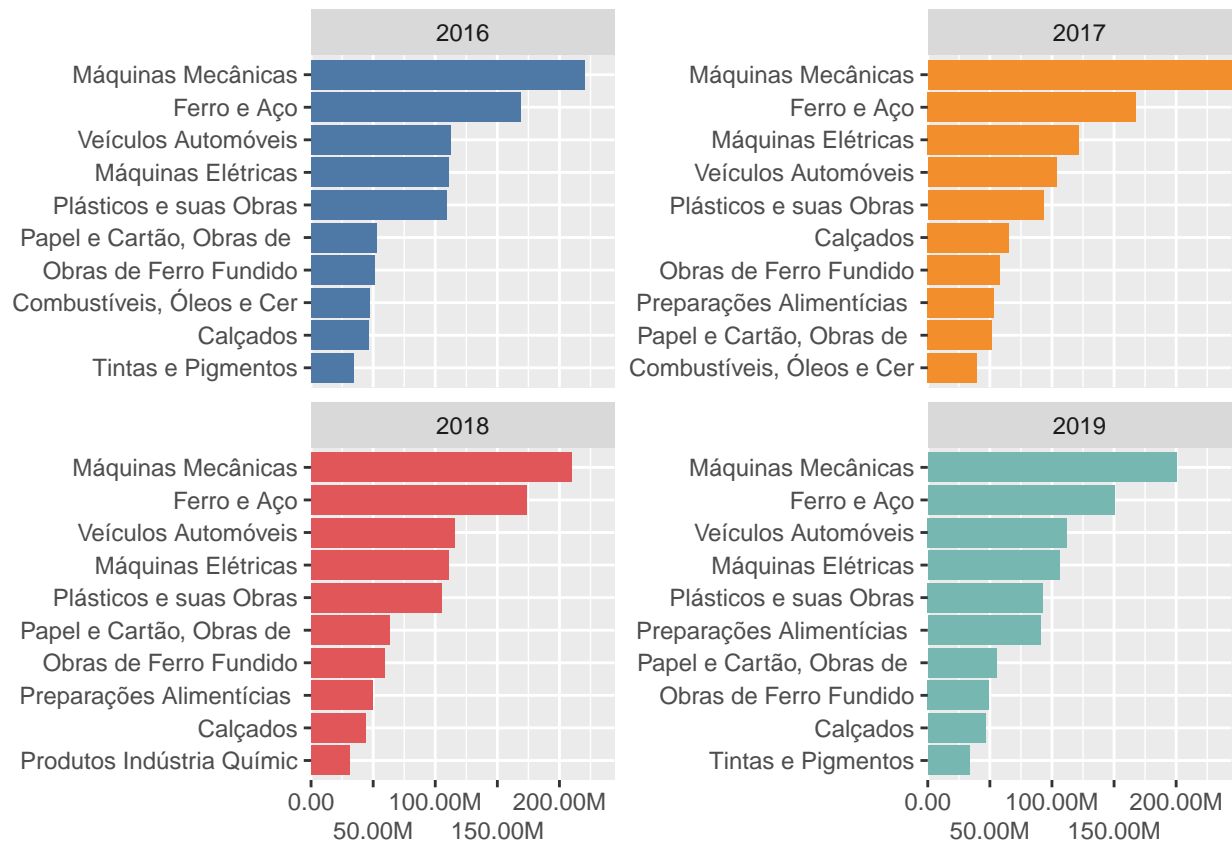 2016
Máquinas Mecânicas
Ferro e Aço
Veículos Automóveis
Máquinas Elétricas
Plásticos e suas Obras
Papel e Cartão, Obras de
Obras de Ferro Fundido
Combustíveis, Óleos e Cer
Calçados
Tintas e Pigmentos
2017
Máquinas Mecânicas
Ferro e Aço
Máquinas Elétricas
Veículos Automóveis
Plásticos e suas Obras
Calçados
Obras de Ferro Fundido
Preparações Alimentícias
Papel e Cartão, Obras de
Combustíveis, Óleos e Cer
2018
Máquinas Mecânicas
Ferro e Aço
Veículos Automóveis
Máquinas Elétricas
Plásticos e suas Obras
Papel e Cartão, Obras de
Obras de Ferro Fundido
Preparações Alimentícias
Calçados
Produtos Indústria Químic
0.00 100.00M 200.00M
50.00M 150.00M
2019
Máquinas Mecânicas
Ferro e Aço
Veículos Automóveis
Máquinas Elétricas
Plásticos e suas Obras
Preparações Alimentícias
Papel e Cartão, Obras de
Obras de Ferro Fundido
Calçados
Tintas e Pigmentos
0.00 100.00M 200.00M
50.00M 150.00M